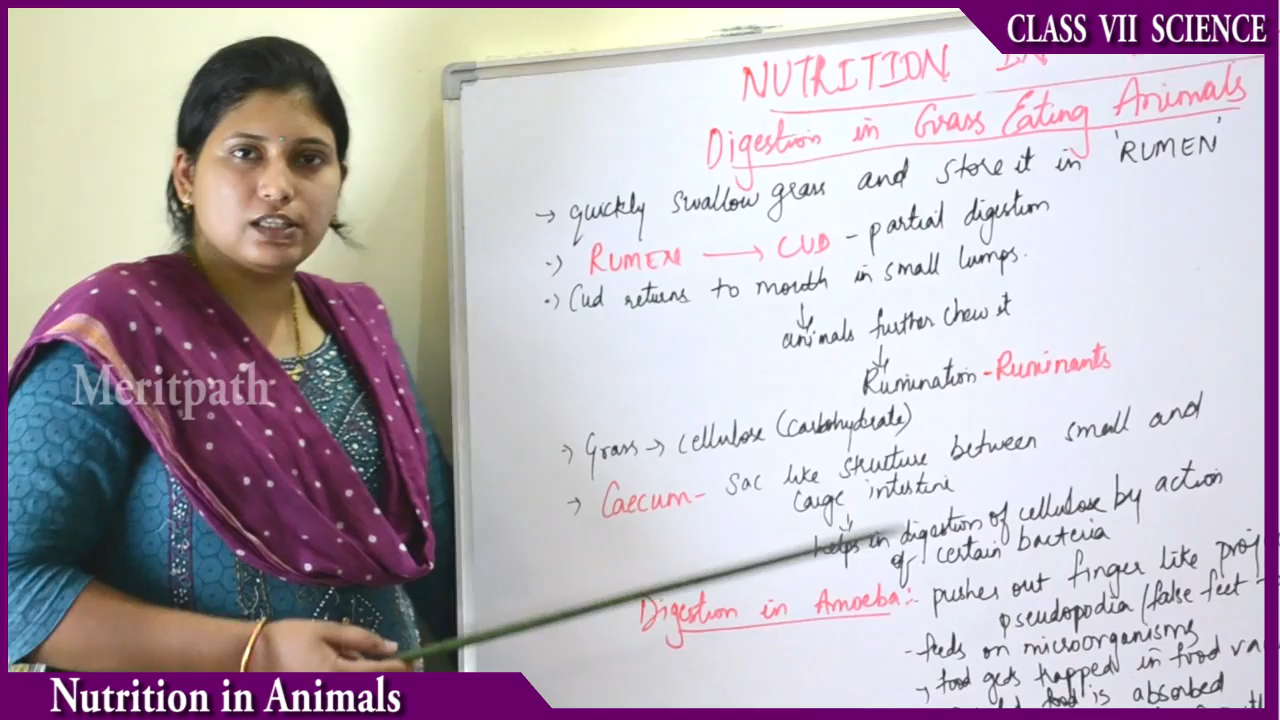 CLASS VII SCIENCE
NUTRITION IN
Digestion in Grass Eating Animals
→ quickly swallow grass and store it in 'RUMEN'
·) RUMEN → CUD - partial digestion
·) Cud returns to mouth in small lumps.
↓
animals further chew it
↓
Rumination - Ruminants
→ Grass → cellulose (carbohydrate)
→ Caecum - Sac like structure between small and
large intestine
↓
helps in digestion of cellulose by action
of certain bacteria
Digestion in Amoeba :- pushes out finger like proj
pseudopodia/false feet -
- feeds on microorganisms
→ food gets trapped in food va
food is absorbed
Meritpath
Nutrition in Animals